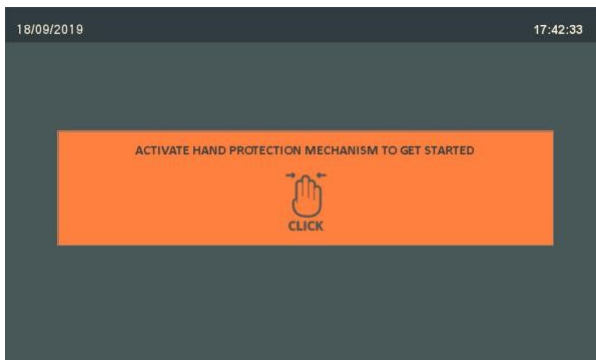 18/09/2019 17:42:33
ACTIVATE HAND PROTECTION MECHANISM TO GET STARTED
CLICK